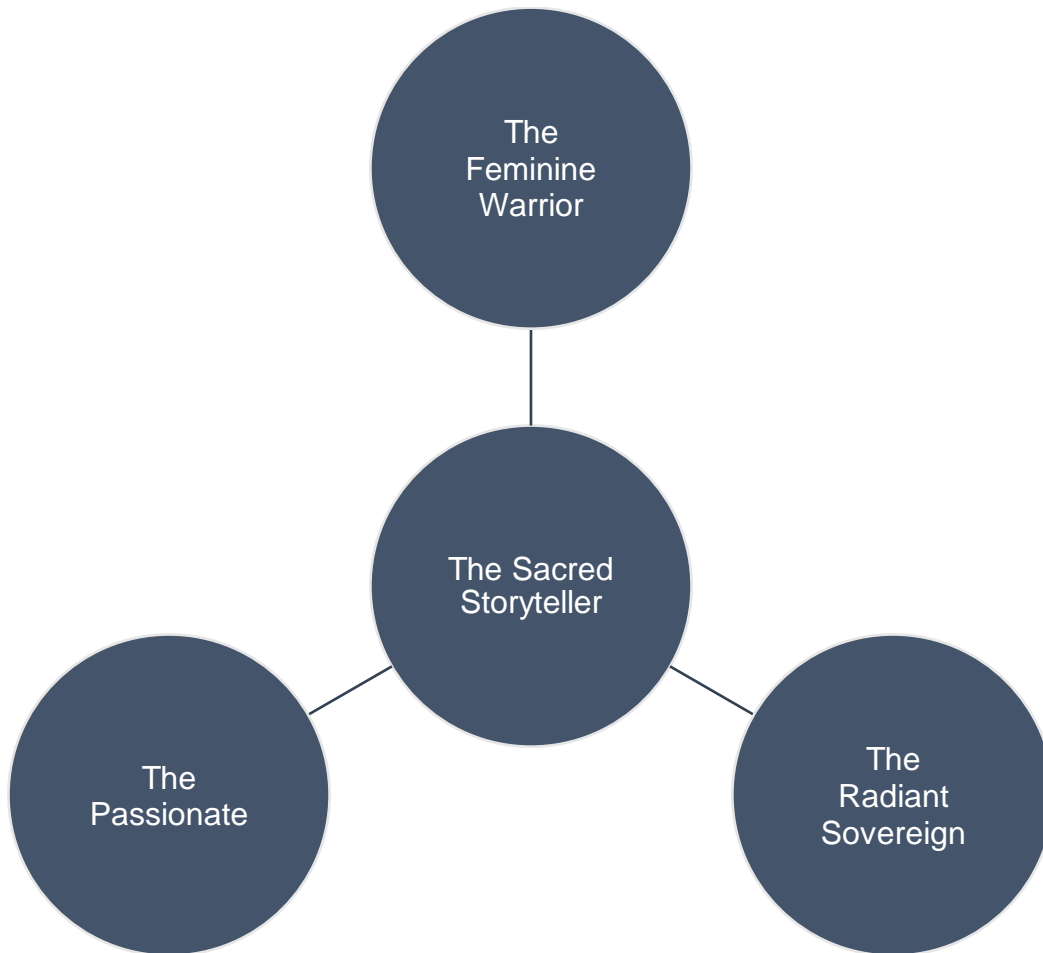 The
Feminine
Warrior
The Sacred
Storyteller
The
Passionate
The
Radiant
Sovereign